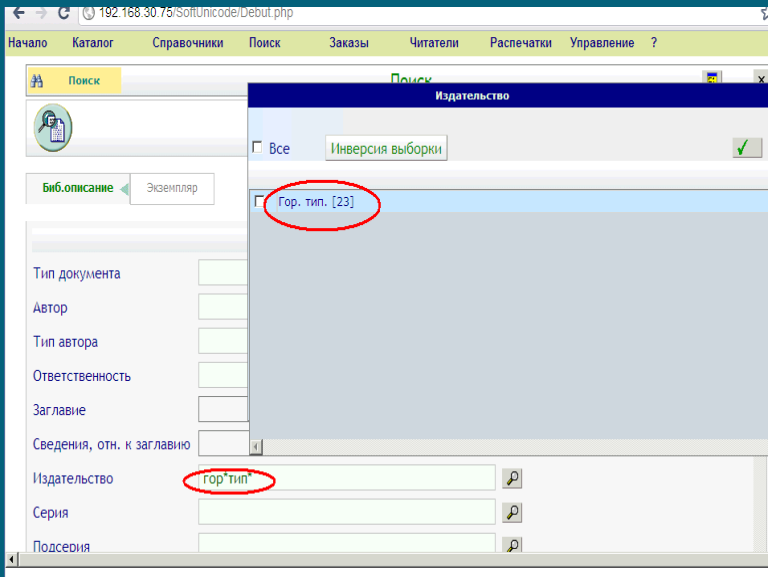 192.168.30.75/SoftUnicode/Debut.php
Начало Каталог Справочники Поиск Заказы Читатели Распечатки Управление ?
Поиск
Поиск
x
Издательство
Все Инверсия выборки
Биб.описание Экземпляр
Гор. тип. [23]
Тип документа
Автор
Тип автора
Ответственность
Заглавие
Сведения, отн. к заглавию
Издательство гор*тип*
Серия
Подсерия